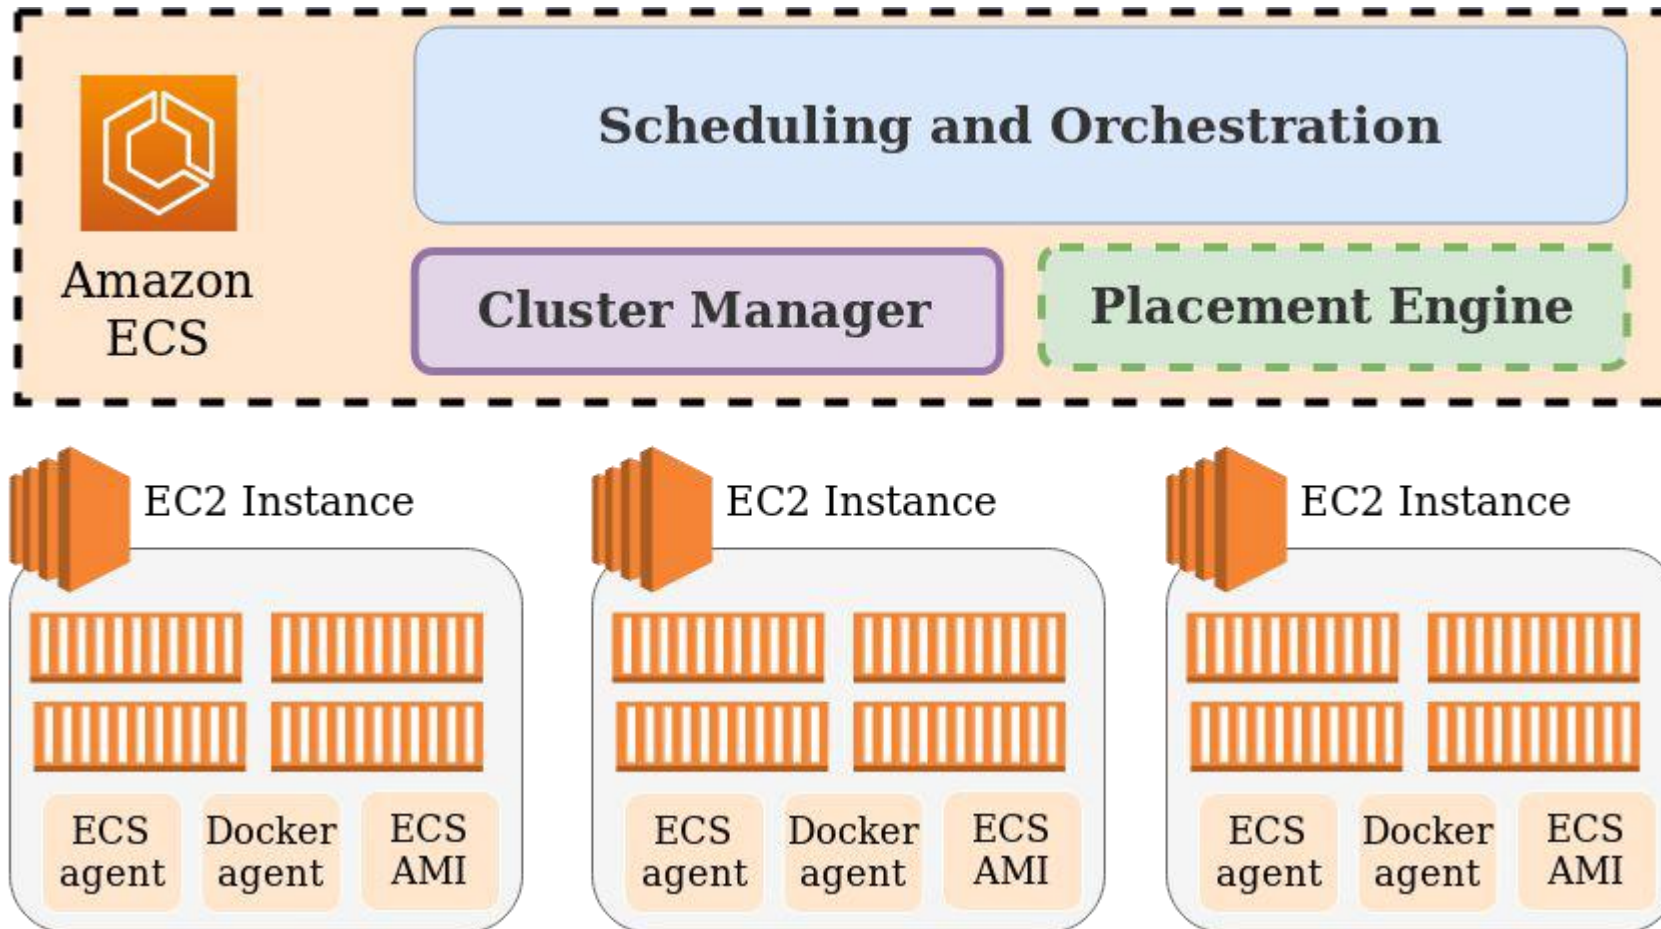 Scheduling and Orchestration
Amazon
ECS
Cluster Manager
Placement Engine
EC2 Instance
EC2 Instance
EC2 Instance
ECS
agent
Docker
agent
ECS
AMI
ECS
agent
Docker
agent
ECS
AMI
ECS
agent
Docker
agent
ECS
AMI